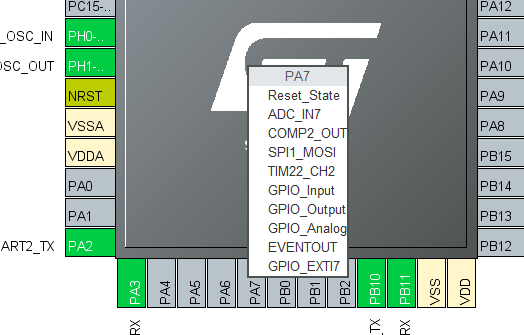 PC15-..
PA12
_OSC_IN
PH0-..
PA11
OSC_OUT
PH1-..
PA10
NRST
PA9
VSSA
PA8
VDDA
PB15
PA0
PB14
PA1
PB13
ART2_TX
PA2
PB12
PA7
Reset_State
ADC_IN7
COMP2_OUT
SPI1_MOSI
TIM22_CH2
GPIO_Input
GPIO_Output
GPIO_Analog
EVENTOUT
GPIO_EXTI7
PA3
PA4
PA5
PA6
PA7
PB0
PB1
PB2
PB10
PB11
VSS
VDD
RX
_TX
RX